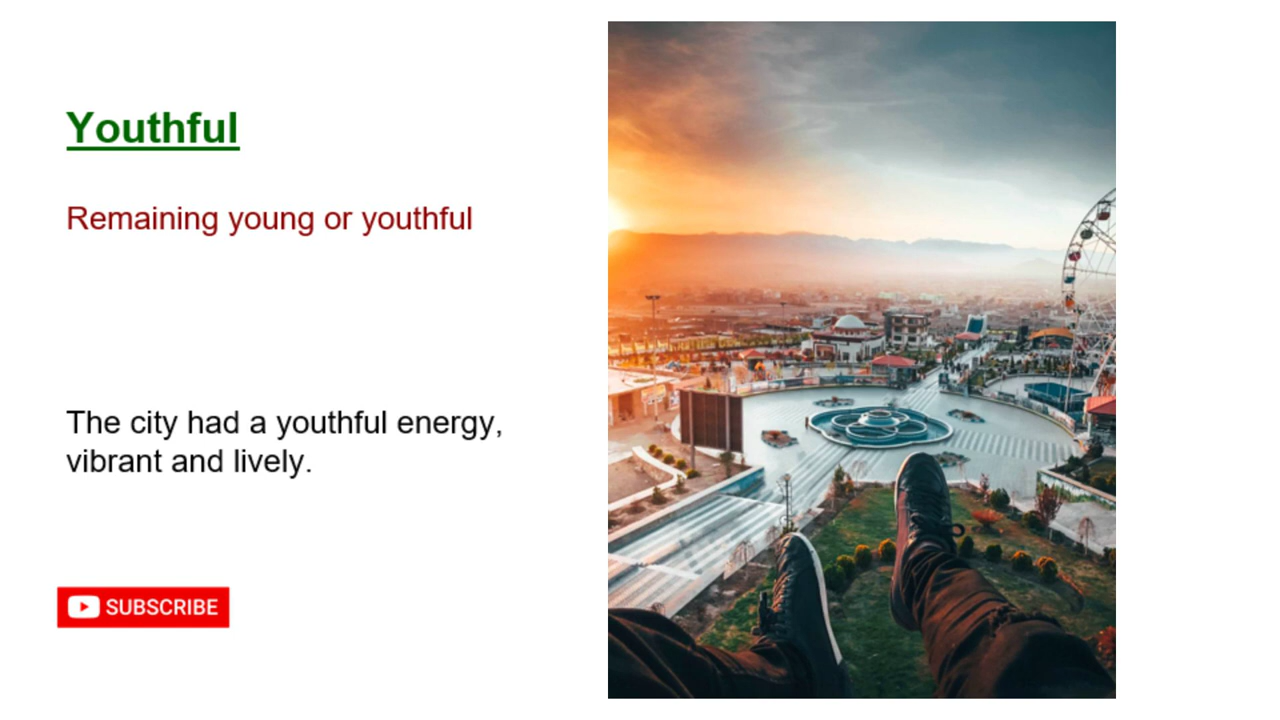 Youthful
Remaining young or youthful
The city had a youthful energy,
vibrant and lively.
SUBSCRIBE